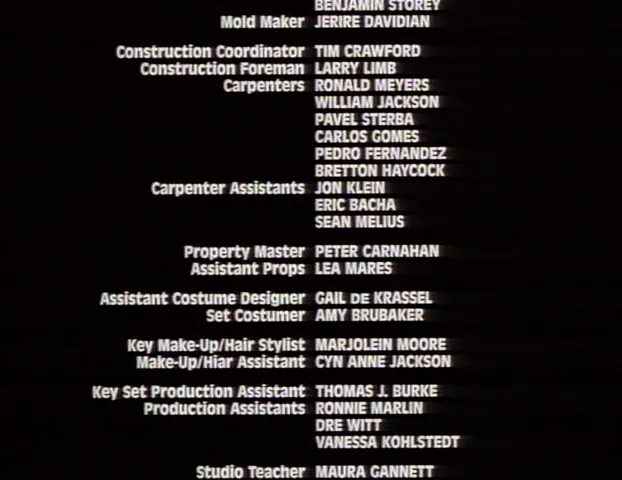 BENJAMIN STOREY
Mold Maker JERIRE DAVIDIAN
Construction Coordinator TIM CRAWFORD
Construction Foreman LARRY LIMB
Carpenters RONALD MEYERS
WILLIAM JACKSON
PAVEL STERBA
CARLOS GOMES
PEDRO FERNANDEZ
BRETTON HAYCOCK
Carpenter Assistants JON KLEIN
ERIC BACHA
SEAN MELIUS
Property Master PETER CARNAHAN
Assistant Props LEA MARES
Assistant Costume Designer GAIL DE KRASSEL
Set Costumer AMY BRUBAKER
Key Make-Up/Hair Stylist MARJOLEIN MOORE
Make-Up/Hiar Assistant CYN ANNE JACKSON
Key Set Production Assistant THOMAS J. BURKE
Production Assistants RONNIE MARLIN
DRE WITT
VANESSA KOHLSTEDT
Studio Teacher MAURA GANNETT